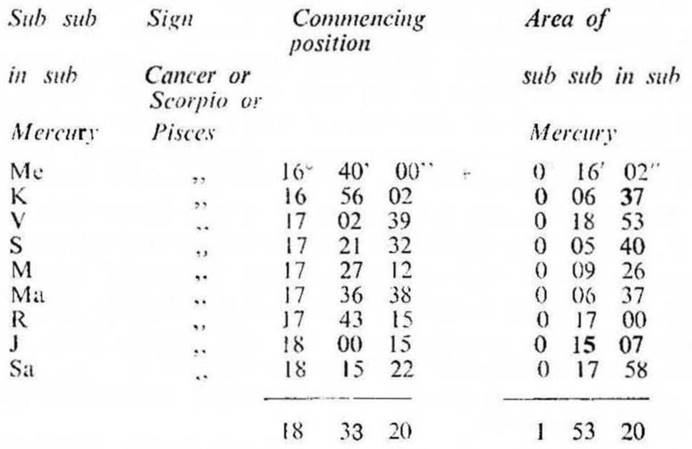 Sub sub Sign Commencing Area of
position
in sub Cancer or sub sub in sub
Scorpio or
Mercury Pisces Mercury
Me ,, 16° 40' 00'' 0 16' 02''
K ,, 16 56 02 0 06 37
V ,, 17 02 39 0 18 53
S ,, 17 21 32 0 05 40
M ,, 17 27 12 0 09 26
Ma ,, 17 36 38 0 06 37
R ,, 17 43 15 0 17 00
J ,, 18 00 15 0 15 07
Sa ,, 18 15 22 0 17 58
18 33 20 1 53 20